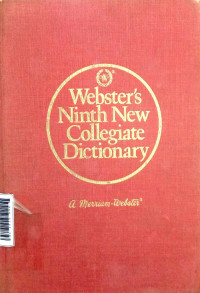 Webster's
Ninth New
Collegiate
Dictionary
a Merriam-Webster®